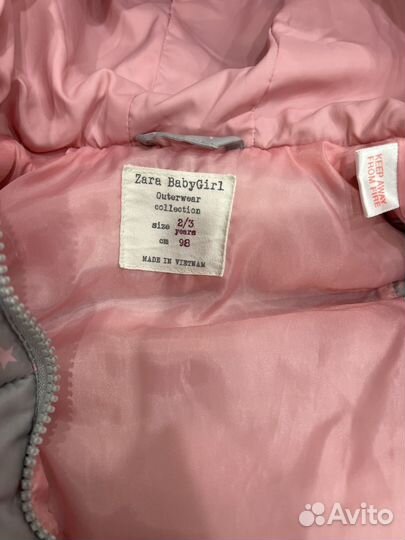 Zara BabyGirl
Outerwear
collection
size 2/3
years
cm 98
MADE IN VIETNAM
KEEP AWAY
FROM FIRE
Avito